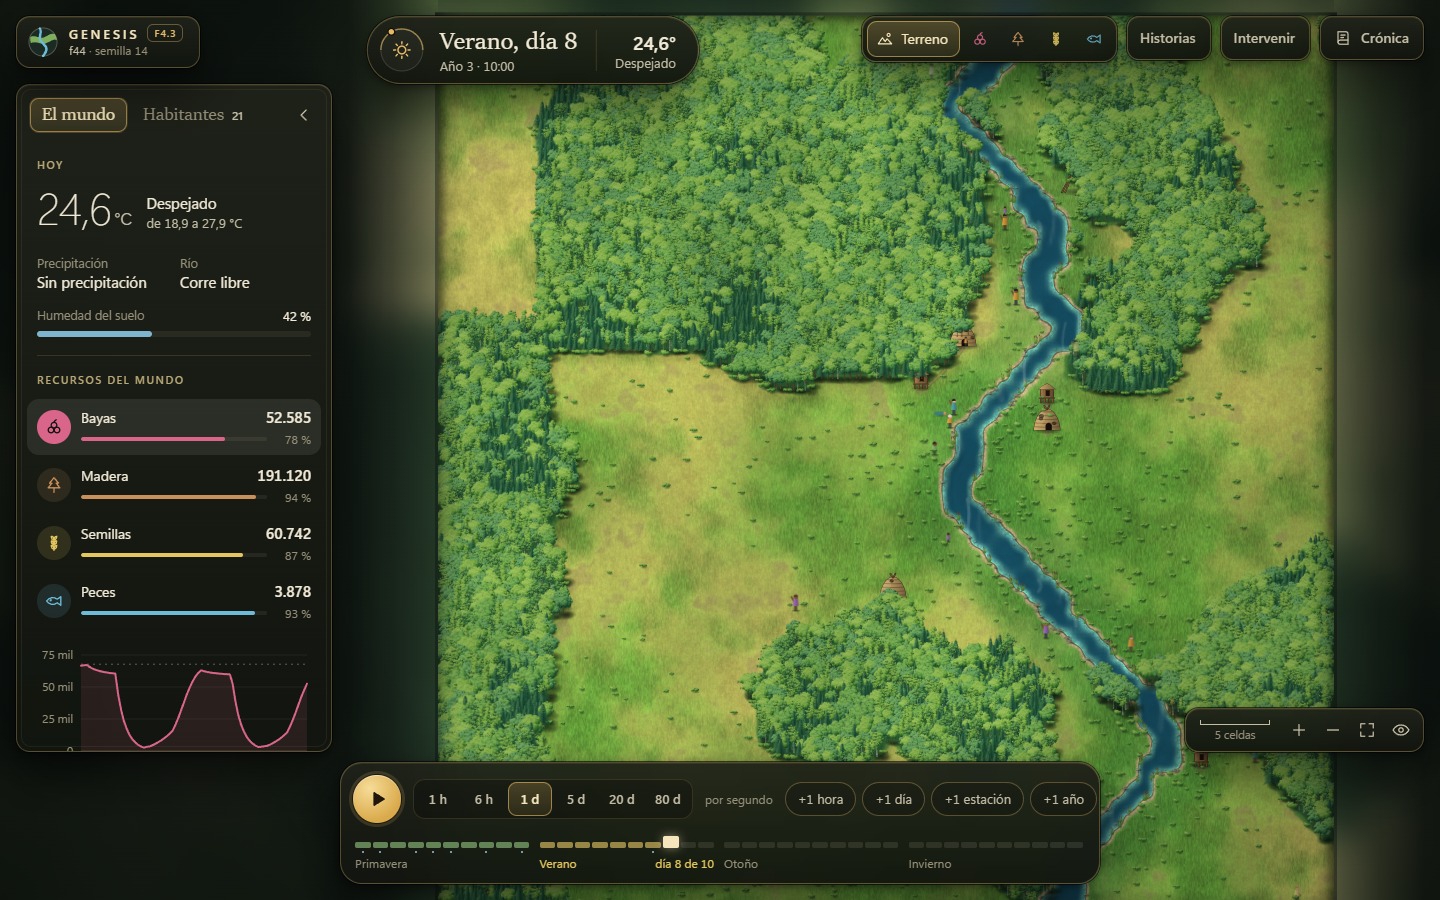 GENESIS F4.3
f44 · semilla 14
Verano, día 8
Año 3 · 10:00
24,6°
Despejado
Terreno
Historias
Intervenir
Crónica
El mundo
Habitantes 21
HOY
24,6 °C
Despejado
de 18,9 a 27,9 °C
Precipitación
Sin precipitación
Río
Corre libre
Humedad del suelo 42 %
RECURSOS DEL MUNDO
Bayas 52.585
78 %
Madera 191.120
94 %
Semillas 60.742
87 %
Peces 3.878
93 %
75 mil
50 mil
25 mil
0
5 celdas
1 h 6 h 1 d 5 d 20 d 80 d por segundo +1 hora +1 día +1 estación +1 año
Primavera Verano día 8 de 10 Otoño Invierno